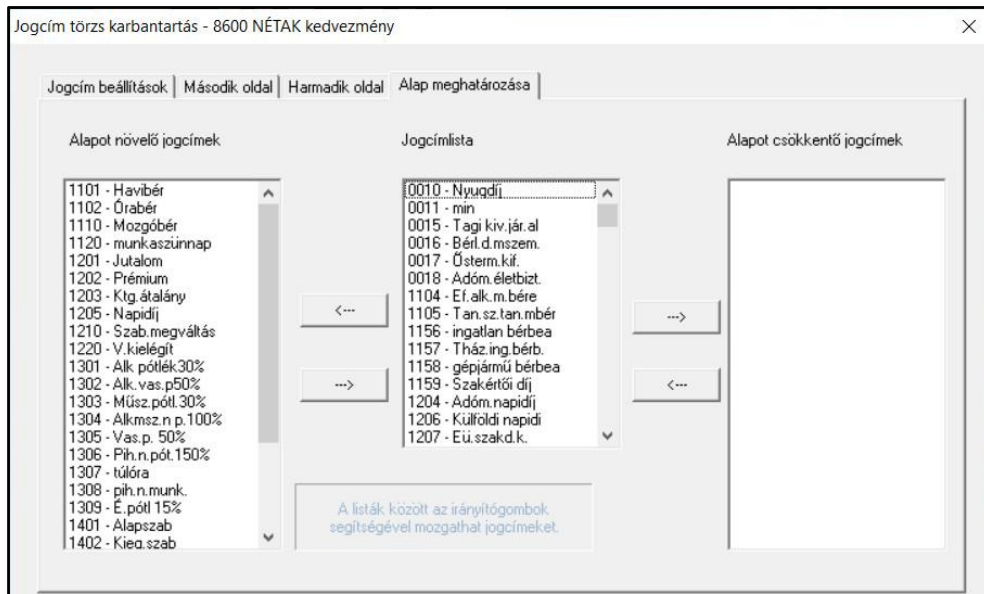 Jogcím törzs karbantartás - 8600 NÉTAK kedvezmény
Jogcím beállítások
Második oldal
Harmadik oldal
Alap meghatározása
Alapot növelő jogcímek
1101 - Havibér
1102 - Órabér
1110 - Mozgóbér
1120 - munkaszünnap
1201 - Jutalom
1202 - Prémium
1203 - Ktg.átalány
1205 - Napidíj
1210 - Szab.megváltás
1220 - V.kielégít
1301 - Alk pótlék30%
1302 - Alk.vas.p50%
1303 - Műsz.pótl.30%
1304 - Alkmsz.n p.100%
1305 - Vas.p. 50%
1306 - Pih.n.pót.150%
1307 - túlóra
1308 - pih.n.munk.
1309 - É.pótl 15%
1401 - Alapszab
1402 - Kieg.szab
<---
--->
Jogcímlista
0010 - Nyugdíj
0011 - min
0015 - Tagi kiv.jár.al
0016 - Bérl.d.mszem.
0017 - Ősterm.kif.
0018 - Adóm.életbizt.
1104 - Ef.alk.m.bére
1105 - Tan.sz.tan.mbér
1156 - ingatlan bérbea
1157 - Tház.ing.bérb.
1158 - gépjármű bérbea
1159 - Szakértői díj
1204 - Adóm.napidíj
1206 - Külföldi napidi
1207 - Eü.szakd.k.
A listák között az irányítógombok
segítségével mozgathat jogcímeket.
--->
<---
Alapot csökkentő jogcímek